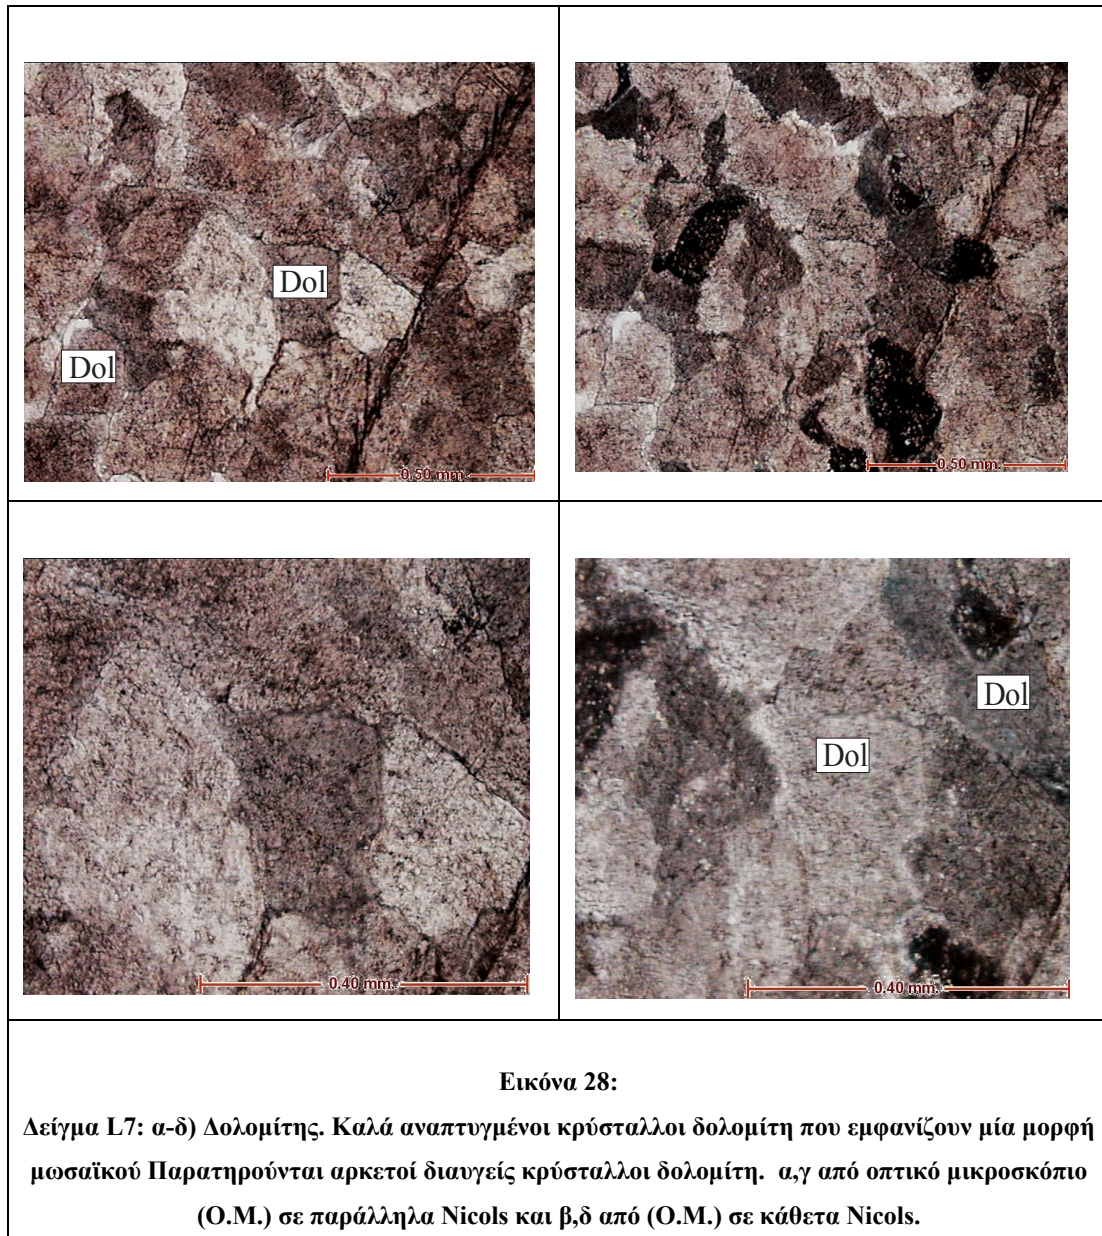 Dol
Dol
0,50 mm.
0,50 mm.
Dol
Dol
0,40 mm.
0,40 mm.
Εικόνα 28:
Δείγμα L7: α-δ) Δολομίτης. Καλά αναπτυγμένοι κρύσταλλοι δολομίτη που εμφανίζουν μία μορφή
μωσαϊκού Παρατηρούνται αρκετοί διαυγείς κρύσταλλοι δολομίτη. α,γ από οπτικό μικροσκόπιο
(Ο.Μ.) σε παράλληλα Nicols και β,δ από (Ο.Μ.) σε κάθετα Nicols.